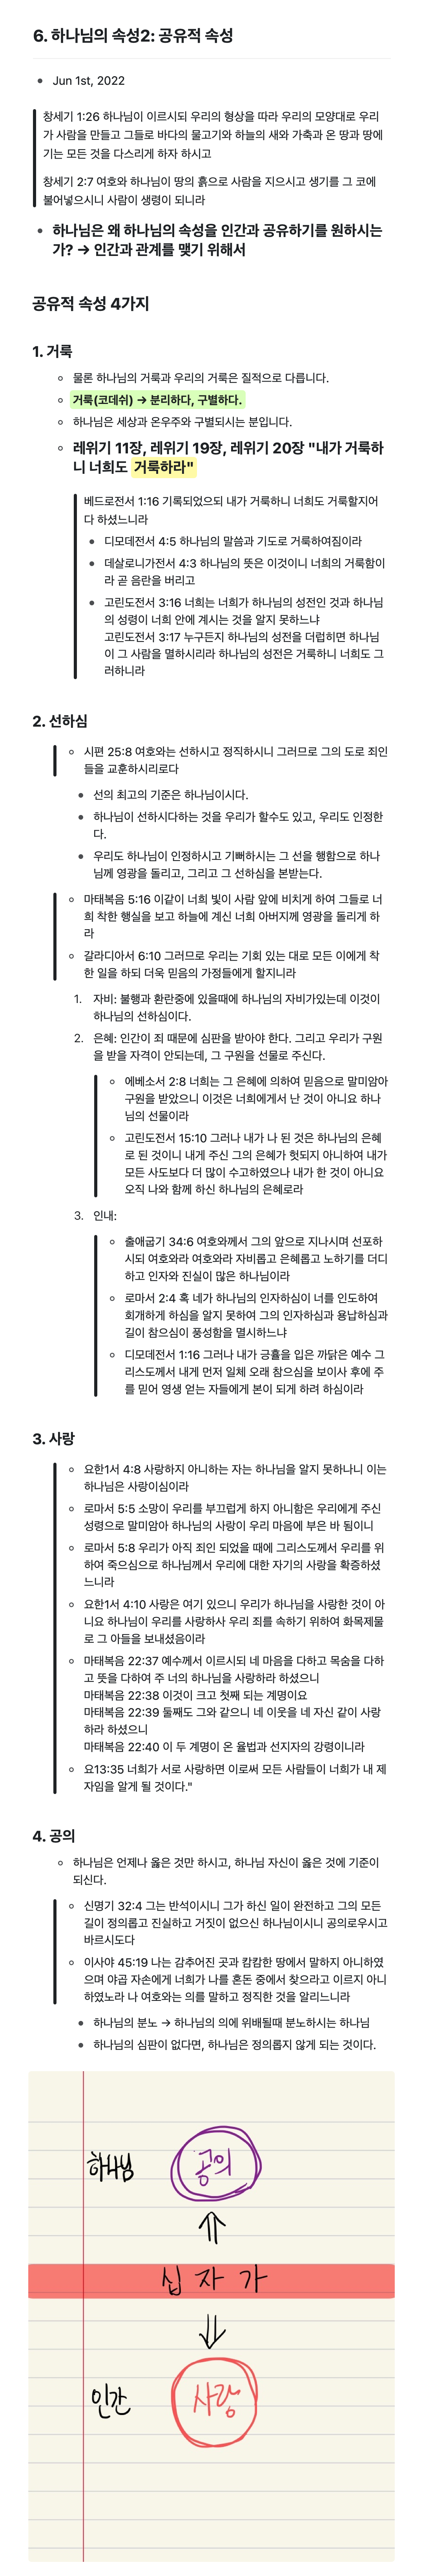 6. 하나님의 속성2: 공유적 속성
Jun 1st, 2022
창세기 1:26 하나님이 이르시되 우리의 형상을 따라 우리의 모양대로 우리
가 사람을 만들고 그들로 바다의 물고기와 하늘의 새와 가축과 온 땅과 땅에
기는 모든 것을 다스리게 하자 하시고
창세기 2:7 여호와 하나님이 땅의 흙으로 사람을 지으시고 생기를 그 코에
불어넣으시니 사람이 생령이 되니라
하나님은 왜 하나님의 속성을 인간과 공유하기를 원하시는
가? → 인간과 관계를 맺기 위해서
공유적 속성 4가지
1. 거룩
물론 하나님의 거룩과 우리의 거룩은 질적으로 다릅니다.
거룩(코데쉬) → 분리하다, 구별하다.
하나님은 세상과 온우주와 구별되시는 분입니다.
레위기 11장, 레위기 19장, 레위기 20장 "내가 거룩하
니 너희도 거룩하라"
베드로전서 1:16 기록되었으되 내가 거룩하니 너희도 거룩할지어
다 하셨느니라
디모데전서 4:5 하나님의 말씀과 기도로 거룩하여짐이라
데살로니가전서 4:3 하나님의 뜻은 이것이니 너희의 거룩함이
라 곧 음란을 버리고
고린도전서 3:16 너희는 너희가 하나님의 성전인 것과 하나님
의 성령이 너희 안에 계시는 것을 알지 못하느냐
고린도전서 3:17 누구든지 하나님의 성전을 더럽히면 하나님
이 그 사람을 멸하시리라 하나님의 성전은 거룩하니 너희도 그
러하니라
2. 선하심
시편 25:8 여호와는 선하시고 정직하시니 그러므로 그의 도로 죄인
들을 교훈하시리로다
선의 최고의 기준은 하나님이시다.
하나님이 선하시다하는 것을 우리가 할수도 있고, 우리도 인정한
다.
우리도 하나님이 인정하시고 기뻐하시는 그 선을 행함으로 하나
님께 영광을 돌리고, 그리고 그 선하심을 본받는다.
마태복음 5:16 이같이 너희 빛이 사람 앞에 비치게 하여 그들로 너
희 착한 행실을 보고 하늘에 계신 너희 아버지께 영광을 돌리게 하
라
갈라디아서 6:10 그러므로 우리는 기회 있는 대로 모든 이에게 착
한 일을 하되 더욱 믿음의 가정들에게 할지니라
1. 자비: 불행과 환란중에 있을때에 하나님의 자비가있는데 이것이
하나님의 선하심이다.
2. 은혜: 인간이 죄 때문에 심판을 받아야 한다. 그리고 우리가 구원
을 받을 자격이 안되는데, 그 구원을 선물로 주신다.
에베소서 2:8 너희는 그 은혜에 의하여 믿음으로 말미암아
구원을 받았으니 이것은 너희에게서 난 것이 아니요 하나
님의 선물이라
고린도전서 15:10 그러나 내가 나 된 것은 하나님의 은혜
로 된 것이니 내게 주신 그의 은혜가 헛되지 아니하여 내가
모든 사도보다 더 많이 수고하였으나 내가 한 것이 아니요
오직 나와 함께 하신 하나님의 은혜로라
3. 인내:
출애굽기 34:6 여호와께서 그의 앞으로 지나시며 선포하
시되 여호와라 여호와라 자비롭고 은혜롭고 노하기를 더디
하고 인자와 진실이 많은 하나님이라
로마서 2:4 혹 네가 하나님의 인자하심이 너를 인도하여
회개하게 하심을 알지 못하여 그의 인자하심과 용납하심과
길이 참으심이 풍성함을 멸시하느냐
디모데전서 1:16 그러나 내가 긍휼을 입은 까닭은 예수 그
리스도께서 내게 먼저 일체 오래 참으심을 보이사 후에 주
를 믿어 영생 얻는 자들에게 본이 되게 하려 하심이라
3. 사랑
요한1서 4:8 사랑하지 아니하는 자는 하나님을 알지 못하나니 이는
하나님은 사랑이심이라
로마서 5:5 소망이 우리를 부끄럽게 하지 아니함은 우리에게 주신
성령으로 말미암아 하나님의 사랑이 우리 마음에 부은 바 됨이니
로마서 5:8 우리가 아직 죄인 되었을 때에 그리스도께서 우리를 위
하여 죽으심으로 하나님께서 우리에 대한 자기의 사랑을 확증하셨
느니라
요한1서 4:10 사랑은 여기 있으니 우리가 하나님을 사랑한 것이 아
니요 하나님이 우리를 사랑하사 우리 죄를 속하기 위하여 화목제물
로 그 아들을 보내셨음이라
마태복음 22:37 예수께서 이르시되 네 마음을 다하고 목숨을 다하
고 뜻을 다하여 주 너의 하나님을 사랑하라 하셨으니
마태복음 22:38 이것이 크고 첫째 되는 계명이요
마태복음 22:39 둘째도 그와 같으니 네 이웃을 네 자신 같이 사랑
하라 하셨으니
마태복음 22:40 이 두 계명이 온 율법과 선지자의 강령이니라
요13:35 너희가 서로 사랑하면 이로써 모든 사람들이 너희가 내 제
자임을 알게 될 것이다."
4. 공의
하나님은 언제나 옳은 것만 하시고, 하나님 자신이 옳은 것에 기준이
되신다.
신명기 32:4 그는 반석이시니 그가 하신 일이 완전하고 그의 모든
길이 정의롭고 진실하고 거짓이 없으신 하나님이시니 공의로우시고
바르시도다
이사야 45:19 나는 감추어진 곳과 캄캄한 땅에서 말하지 아니하였
으며 야곱 자손에게 너희가 나를 혼돈 중에서 찾으라고 이르지 아니
하였노라 나 여호와는 의를 말하고 정직한 것을 알리느니라
하나님의 분노 → 하나님의 의에 위배될때 분노하시는 하나님
하나님의 심판이 없다면, 하나님은 정의롭지 않게 되는 것이다.
하나님 공의
십자가
인간 사랑